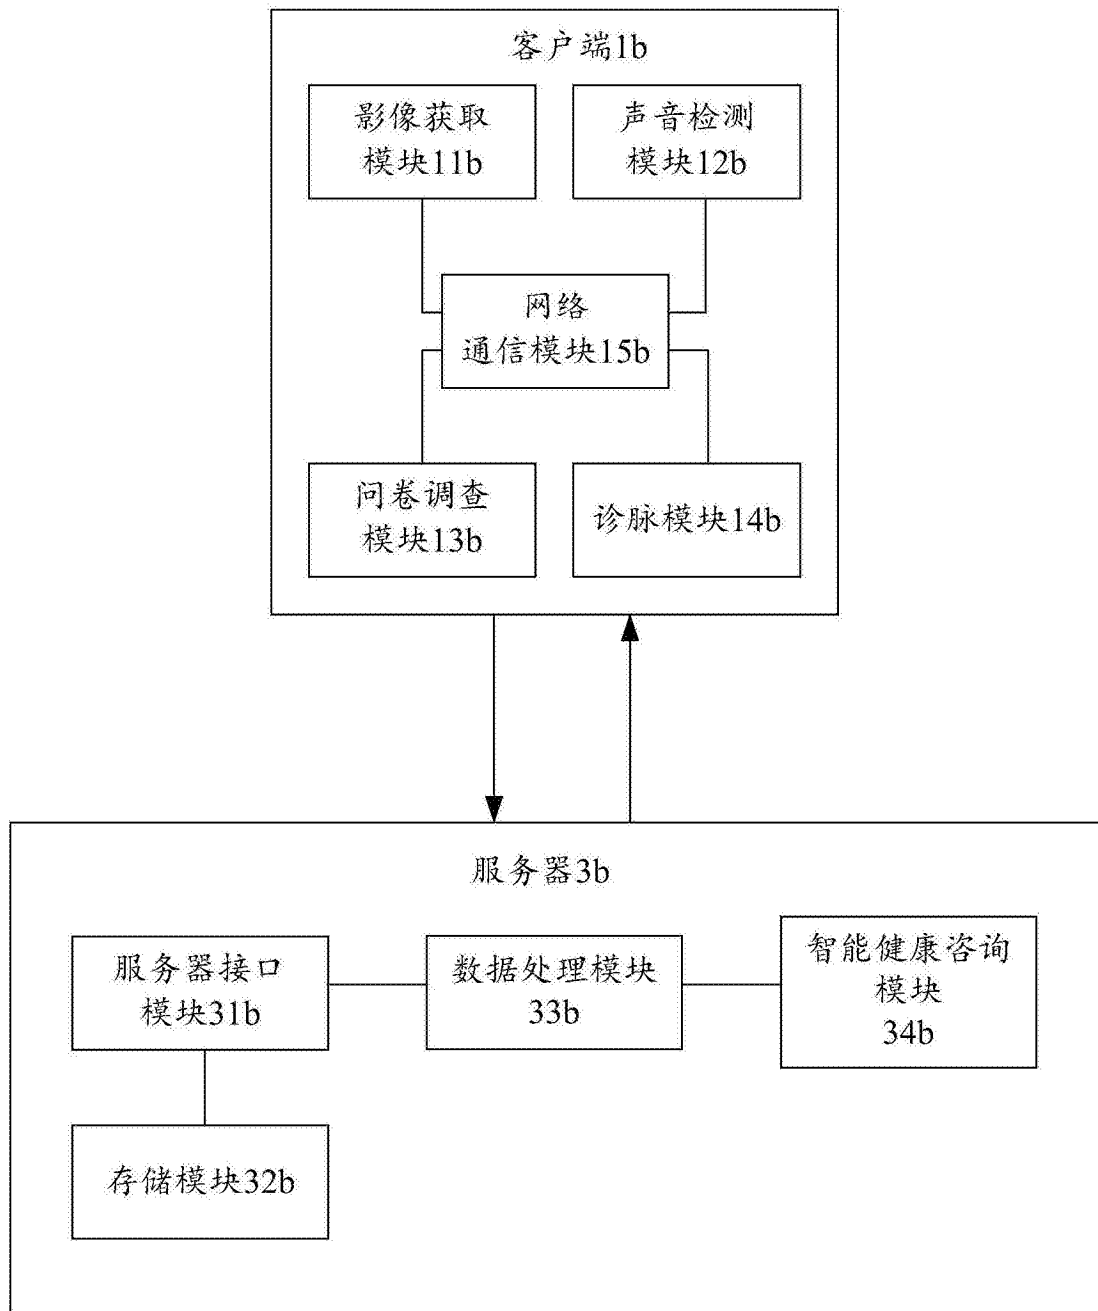 客户端1b
影像获取
模块11b
声音检测
模块12b
网络
通信模块15b
问卷调查
模块13b
诊脉模块14b
服务器3b
服务器接口
模块31b
数据处理模块
33b
智能健康咨询
模块
34b
存储模块32b